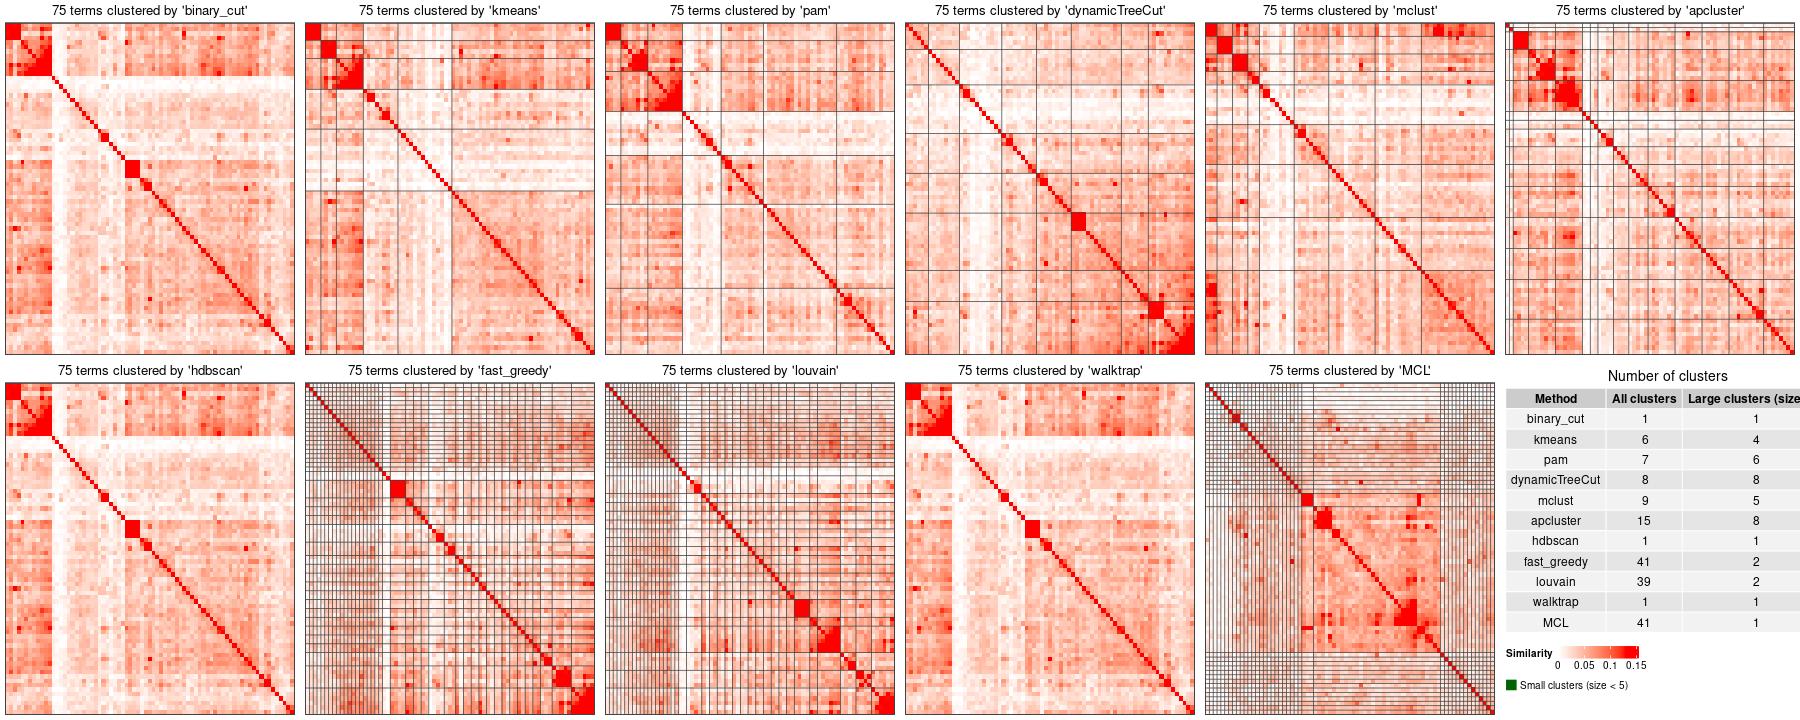 75 terms clustered by 'binary_cut'
75 terms clustered by 'kmeans'
75 terms clustered by 'pam'
75 terms clustered by 'dynamicTreeCut'
75 terms clustered by 'mclust'
75 terms clustered by 'apcluster'
75 terms clustered by 'hdbscan'
75 terms clustered by 'fast_greedy'
75 terms clustered by 'louvain'
75 terms clustered by 'walktrap'
75 terms clustered by 'MCL'
Number of clusters
Method All clusters Large clusters (size
binary_cut 1 1
kmeans 6 4
pam 7 6
dynamicTreeCut 8 8
mclust 9 5
apcluster 15 8
hdbscan 1 1
fast_greedy 41 2
louvain 39 2
walktrap 1 1
MCL 41 1
Similarity
0 0.05 0.1 0.15
Small clusters (size < 5)